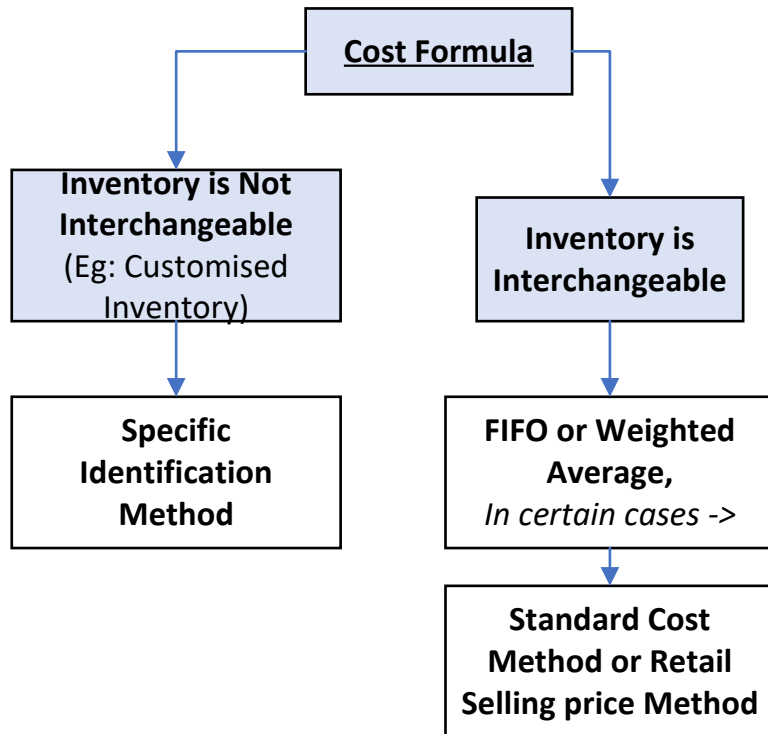 Cost Formula
Inventory is Not
Interchangeable
(Eg: Customised
Inventory)
Inventory is
Interchangeable
Specific
Identification
Method
FIFO or Weighted
Average,
In certain cases ->
Standard Cost
Method or Retail
Selling price Method